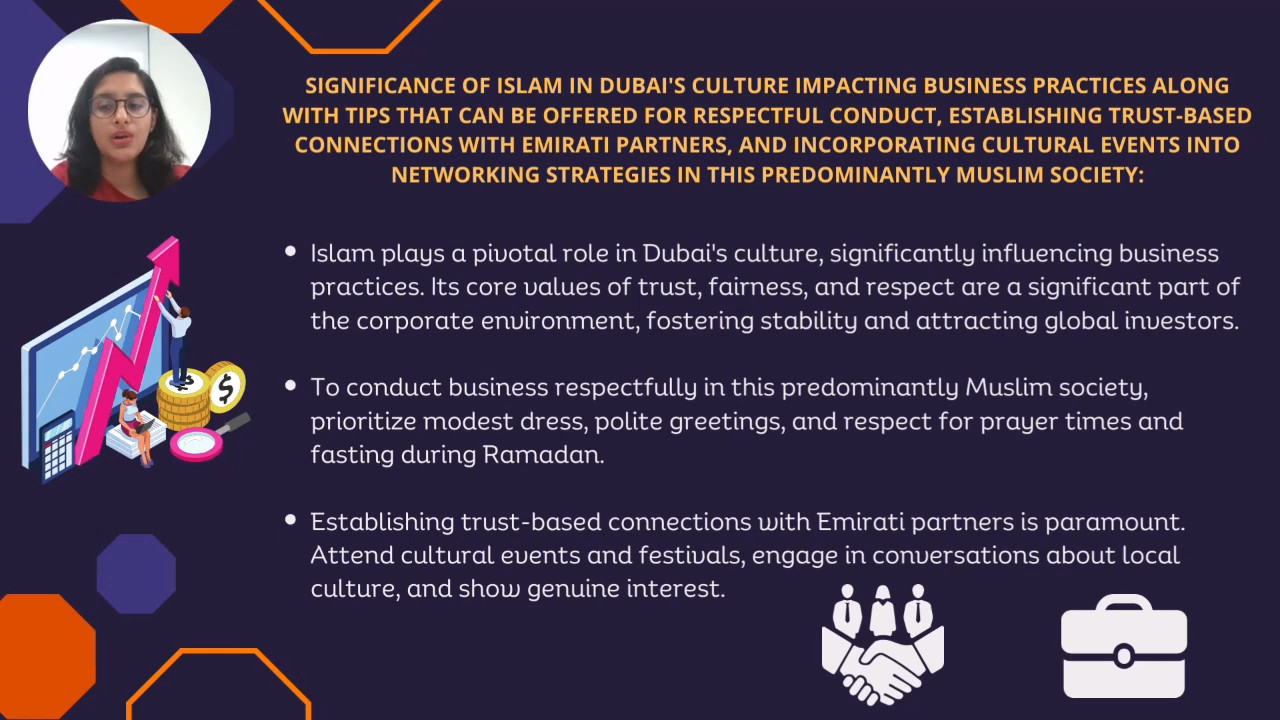 SIGNIFICANCE OF ISLAM IN DUBAI'S CULTURE IMPACTING BUSINESS PRACTICES ALONG
WITH TIPS THAT CAN BE OFFERED FOR RESPECTFUL CONDUCT, ESTABLISHING TRUST-BASED
CONNECTIONS WITH EMIRATI PARTNERS, AND INCORPORATING CULTURAL EVENTS INTO
NETWORKING STRATEGIES IN THIS PREDOMINANTLY MUSLIM SOCIETY:
• Islam plays a pivotal role in Dubai's culture, significantly influencing business
practices. Its core values of trust, fairness, and respect are a significant part of
the corporate environment, fostering stability and attracting global investors.
• To conduct business respectfully in this predominantly Muslim society,
prioritize modest dress, polite greetings, and respect for prayer times and
fasting during Ramadan.
• Establishing trust-based connections with Emirati partners is paramount.
Attend cultural events and festivals, engage in conversations about local
culture, and show genuine interest.
$
$